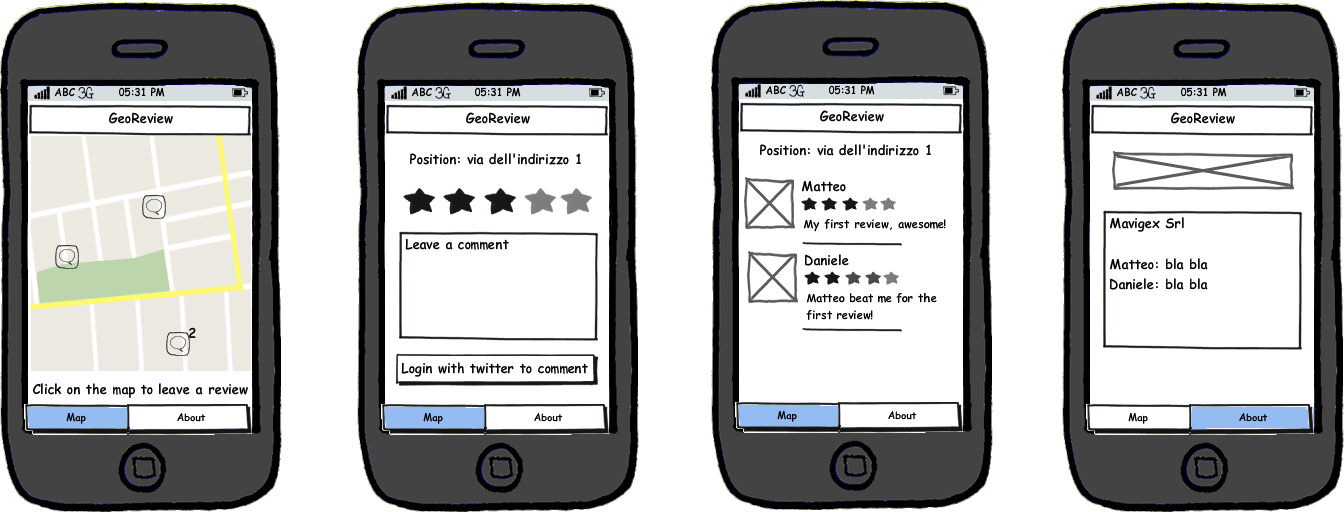 ABC 3G 05:31 PM
GeoReview
2
Click on the map to leave a review
Map About
ABC 3G 05:31 PM
GeoReview
Position: via dell'indirizzo 1
Leave a comment
Login with twitter to comment
Map About
ABC 3G 05:31 PM
GeoReview
Position: via dell'indirizzo 1
Matteo
My first review, awesome!
Daniele
Matteo beat me for the
first review!
Map About
ABC 3G 05:31 PM
GeoReview
Mavigex Srl
Matteo: bla bla
Daniele: bla bla
Map About